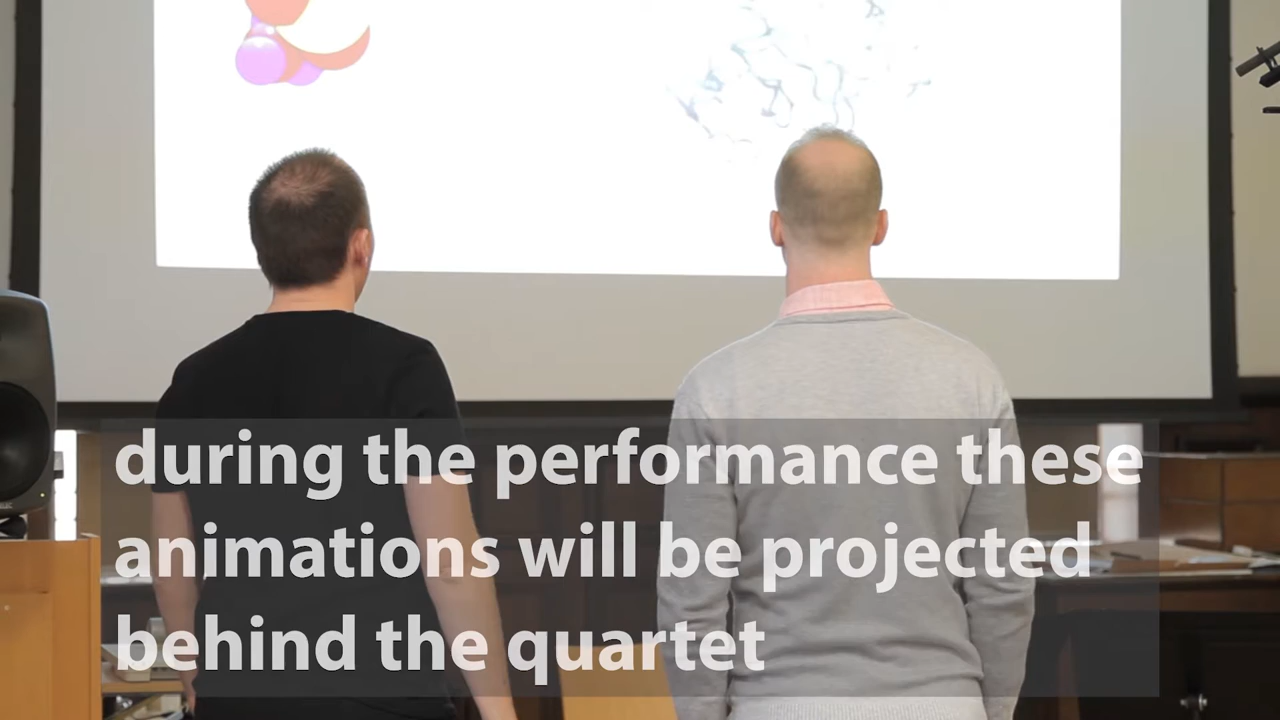 during the performance these
animations will be projected
behind the quartet